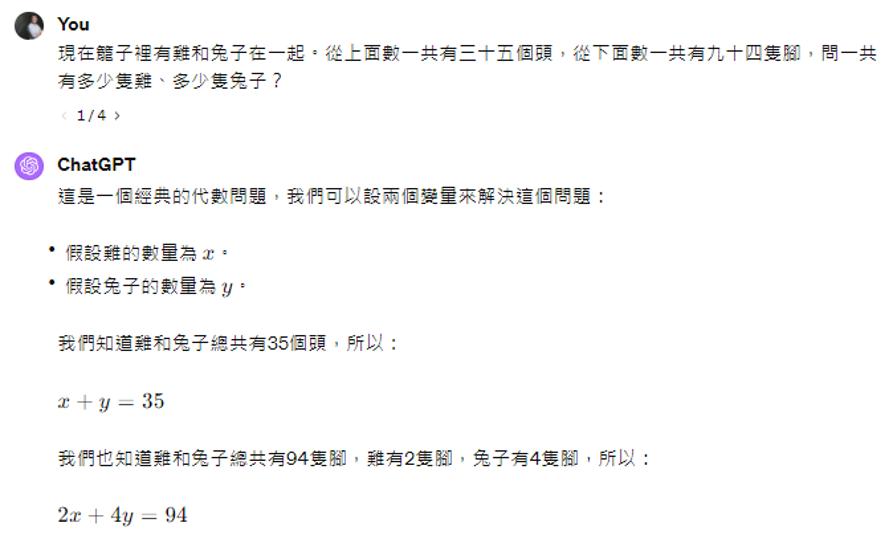 You
現在籠子裡有雞和兔子在一起。從上面數一共有三十五個頭，從下面數一共有九十四隻腳，問一共
有多少隻雞、多少隻兔子？
< 1/4 >
ChatGPT
這是一個經典的代數問題，我們可以設兩個變量來解決這個問題：
• 假設雞的數量為 x。
• 假設兔子的數量為 y。
我們知道雞和兔子總共有35個頭，所以：
x + y = 35
我們也知道雞和兔子總共有94隻腳，雞有2隻腳，兔子有4隻腳，所以：
2x + 4y = 94